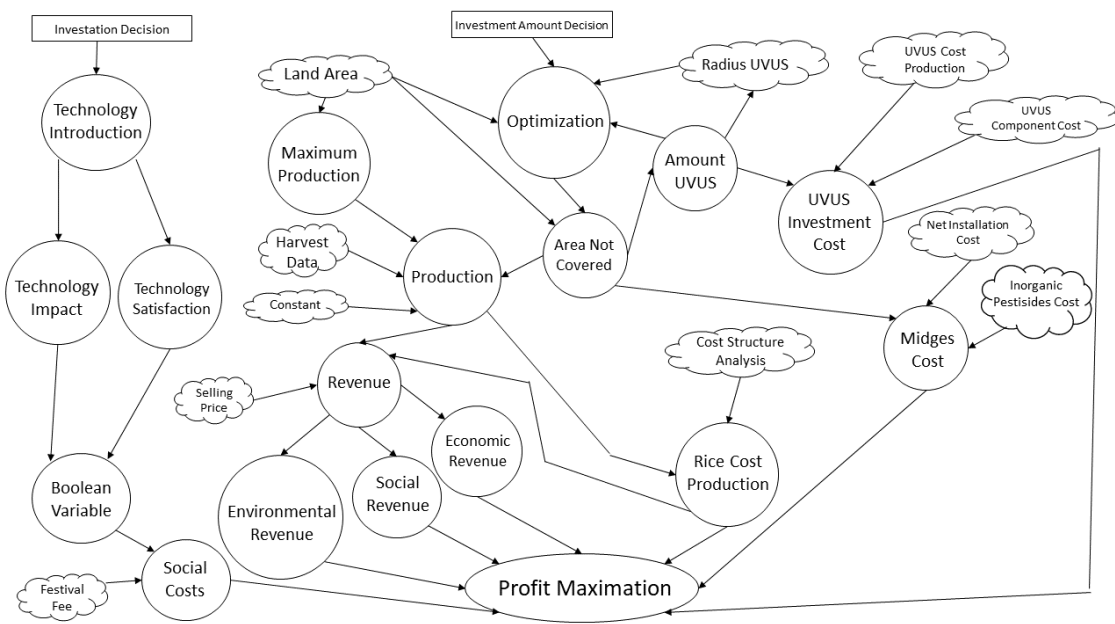 Investation Decision
Investment Amount Decision
UVUS Cost
Production
Land Area
Radius UVUS
Technology
Introduction
Optimization
UVUS
Component Cost
Maximum
Production
Amount
UVUS
UVUS
Investment
Cost
Net Installation
Cost
Harvest
Data
Production
Area Not
Covered
Technology
Impact
Technology
Satisfaction
Inorganic
Pestisides Cost
Constant
Cost Structure
Analysis
Midges
Cost
Selling
Price
Revenue
Economic
Revenue
Rice Cost
Production
Boolean
Variable
Environmental
Revenue
Social
Revenue
Social
Costs
Festival
Fee
Profit Maximation